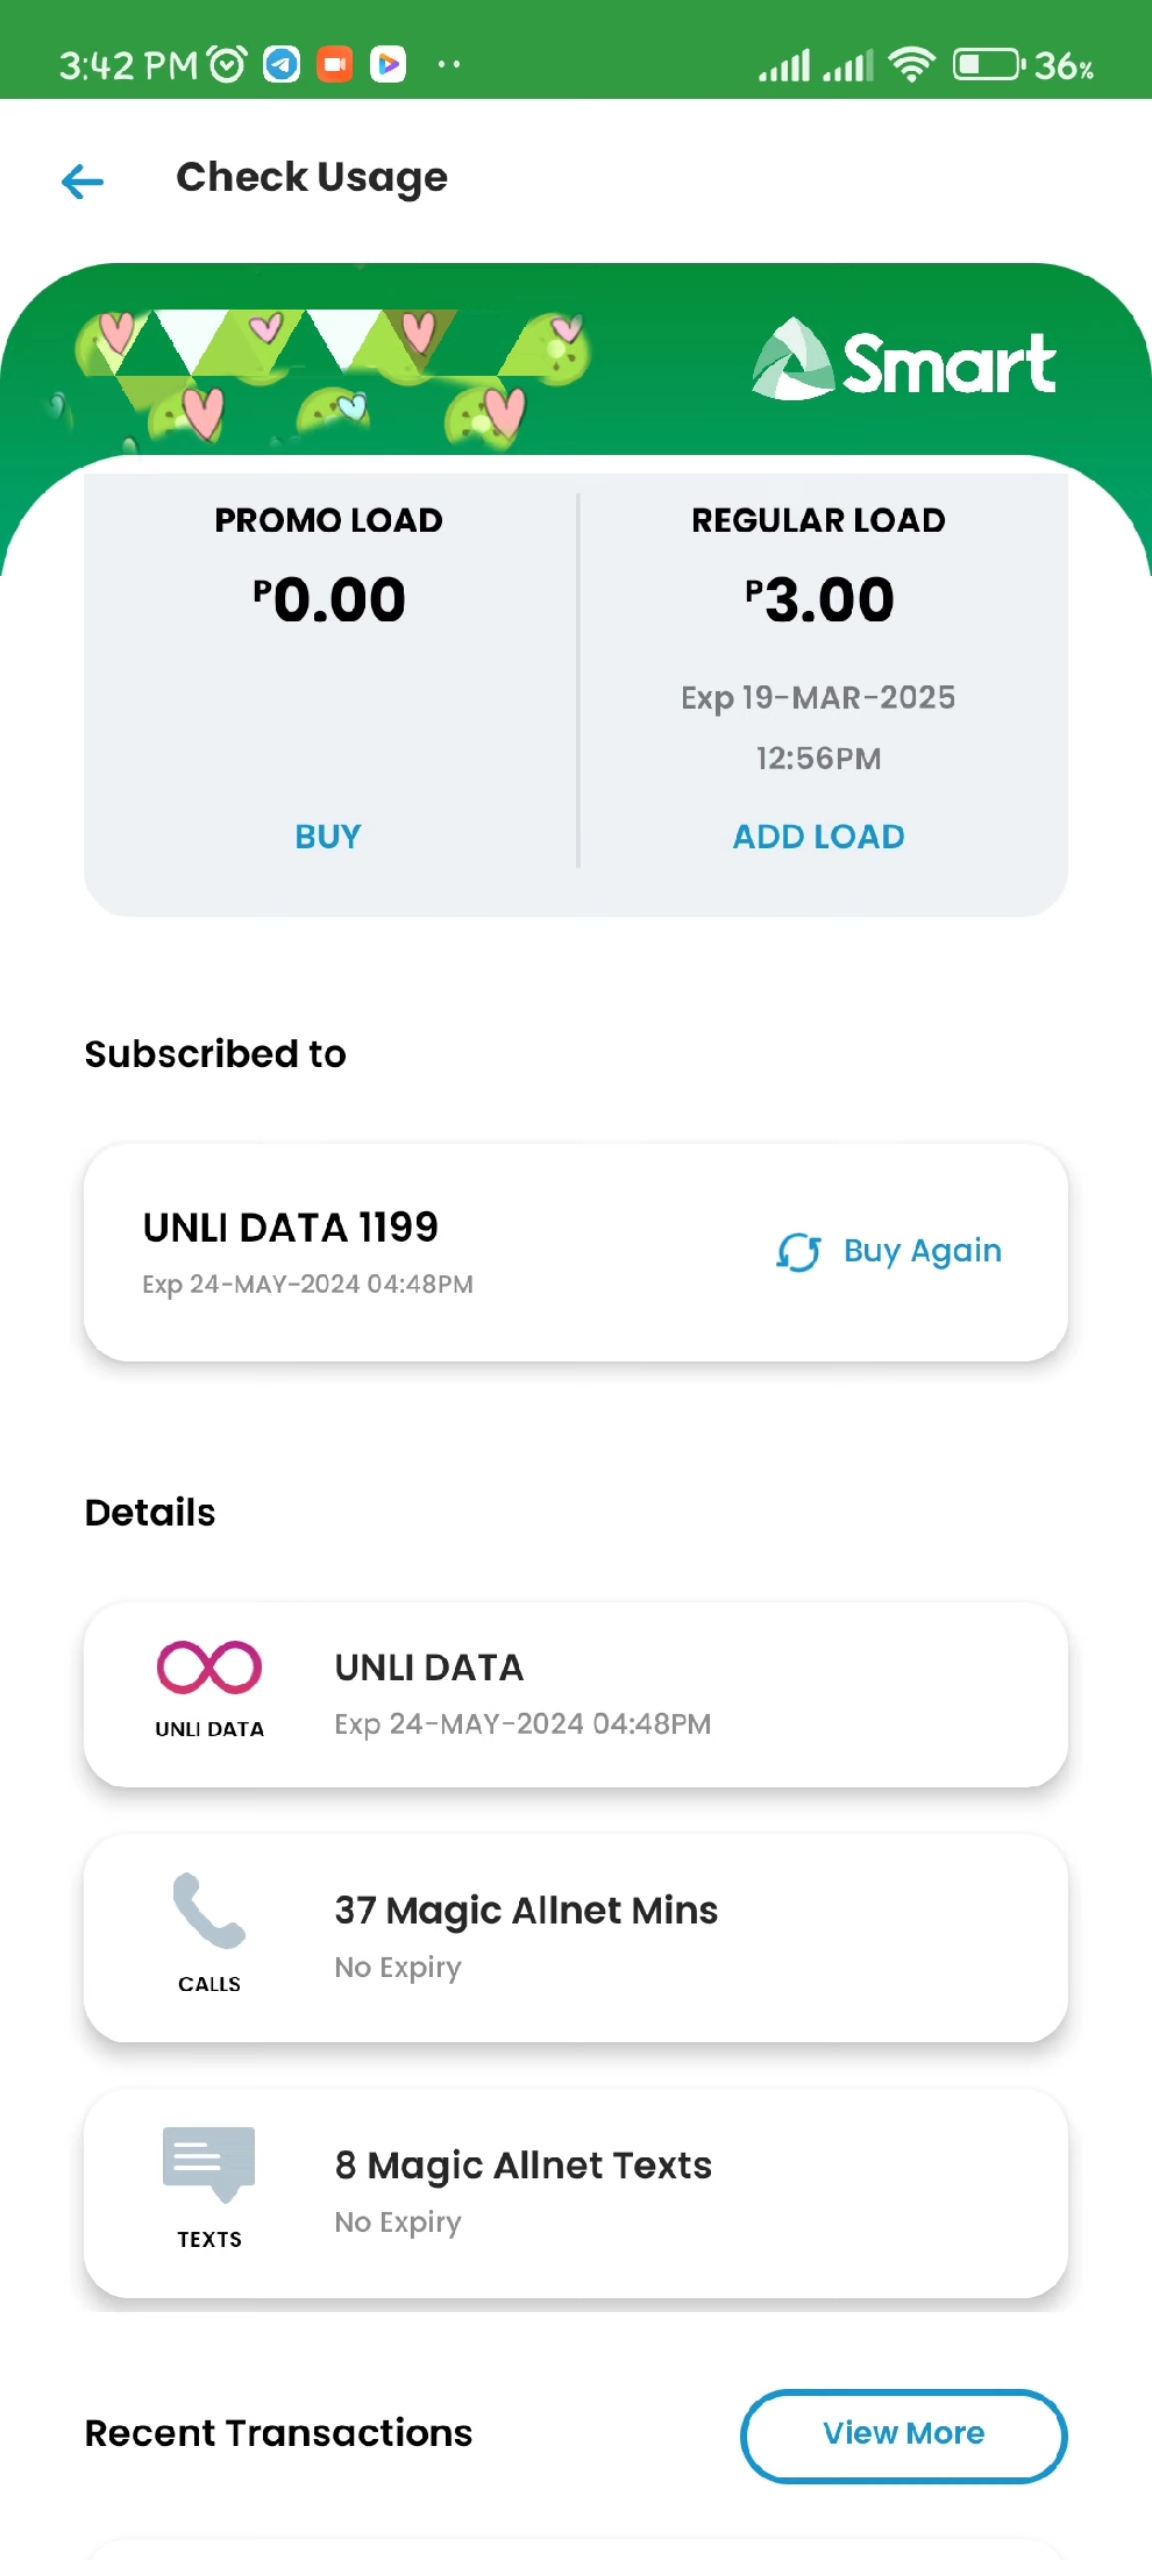 3:42 PM
36%
Check Usage
Smart
PROMO LOAD
REGULAR LOAD
P0.00
P3.00
Exp 19-MAR-2025
12:56PM
BUY
ADD LOAD
Subscribed to
UNLI DATA 1199
Exp 24-MAY-2024 04:48PM
Buy Again
Details
UNLI DATA
UNLI DATA
Exp 24-MAY-2024 04:48PM
CALLS
37 Magic Allnet Mins
No Expiry
TEXTS
8 Magic Allnet Texts
No Expiry
Recent Transactions
View More